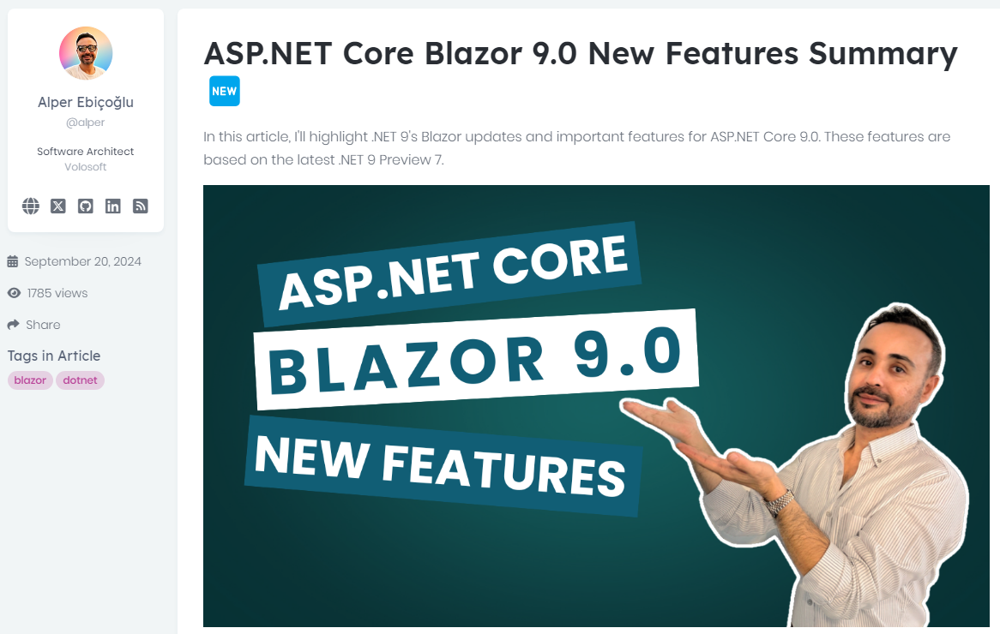 Alper Ebiçoğlu
@alper
Software Architect
Volosoft
September 20, 2024
1785 views
Share
Tags in Article
blazor dotnet
ASP.NET Core Blazor 9.0 New Features Summary
NEW
In this article, I'll highlight .NET 9's Blazor updates and important features for ASP.NET Core 9.0. These features are
based on the latest .NET 9 Preview 7.
ASP.NET CORE
BLAZOR 9.0
NEW FEATURES